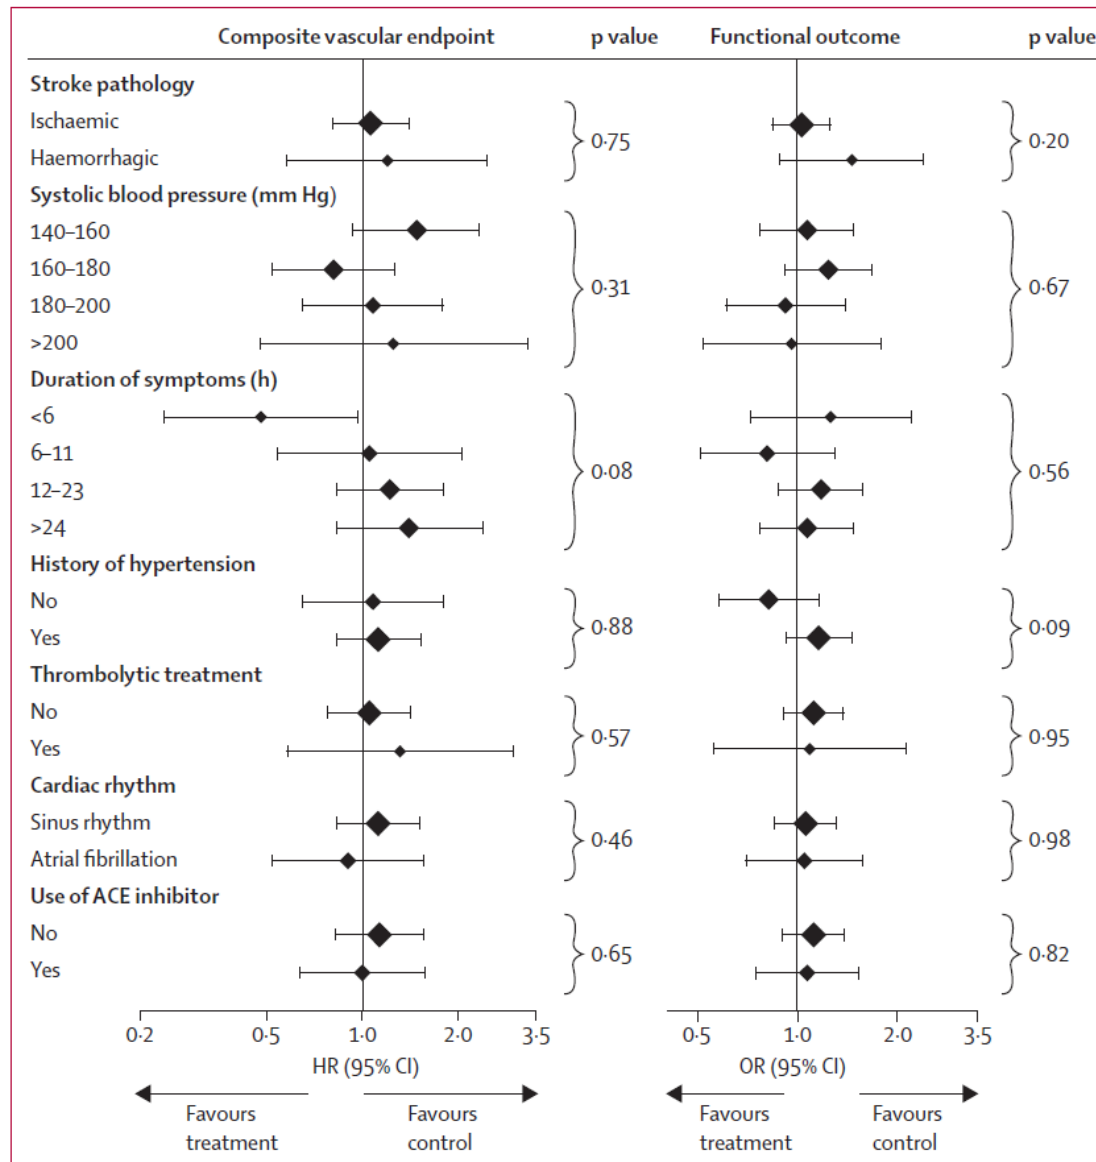 Composite vascular endpoint p value Functional outcome p value
Stroke pathology
Ischaemic
0·75 0·20
Haemorrhagic
Systolic blood pressure (mm Hg)
140–160
160–180
0·31 0·67
180–200
>200
Duration of symptoms (h)
<6
6–11
0·08 0·56
12–23
>24
History of hypertension
No
0·88 0·09
Yes
Thrombolytic treatment
No
0·57 0·95
Yes
Cardiac rhythm
Sinus rhythm
0·46 0·98
Atrial fibrillation
Use of ACE inhibitor
No
0·65 0·82
Yes
0·2 0·5 1·0 2·0 3·5 0·5 1·0 2·0 3·5
HR (95% CI) OR (95% CI)
Favours Favours Favours Favours
treatment control treatment control